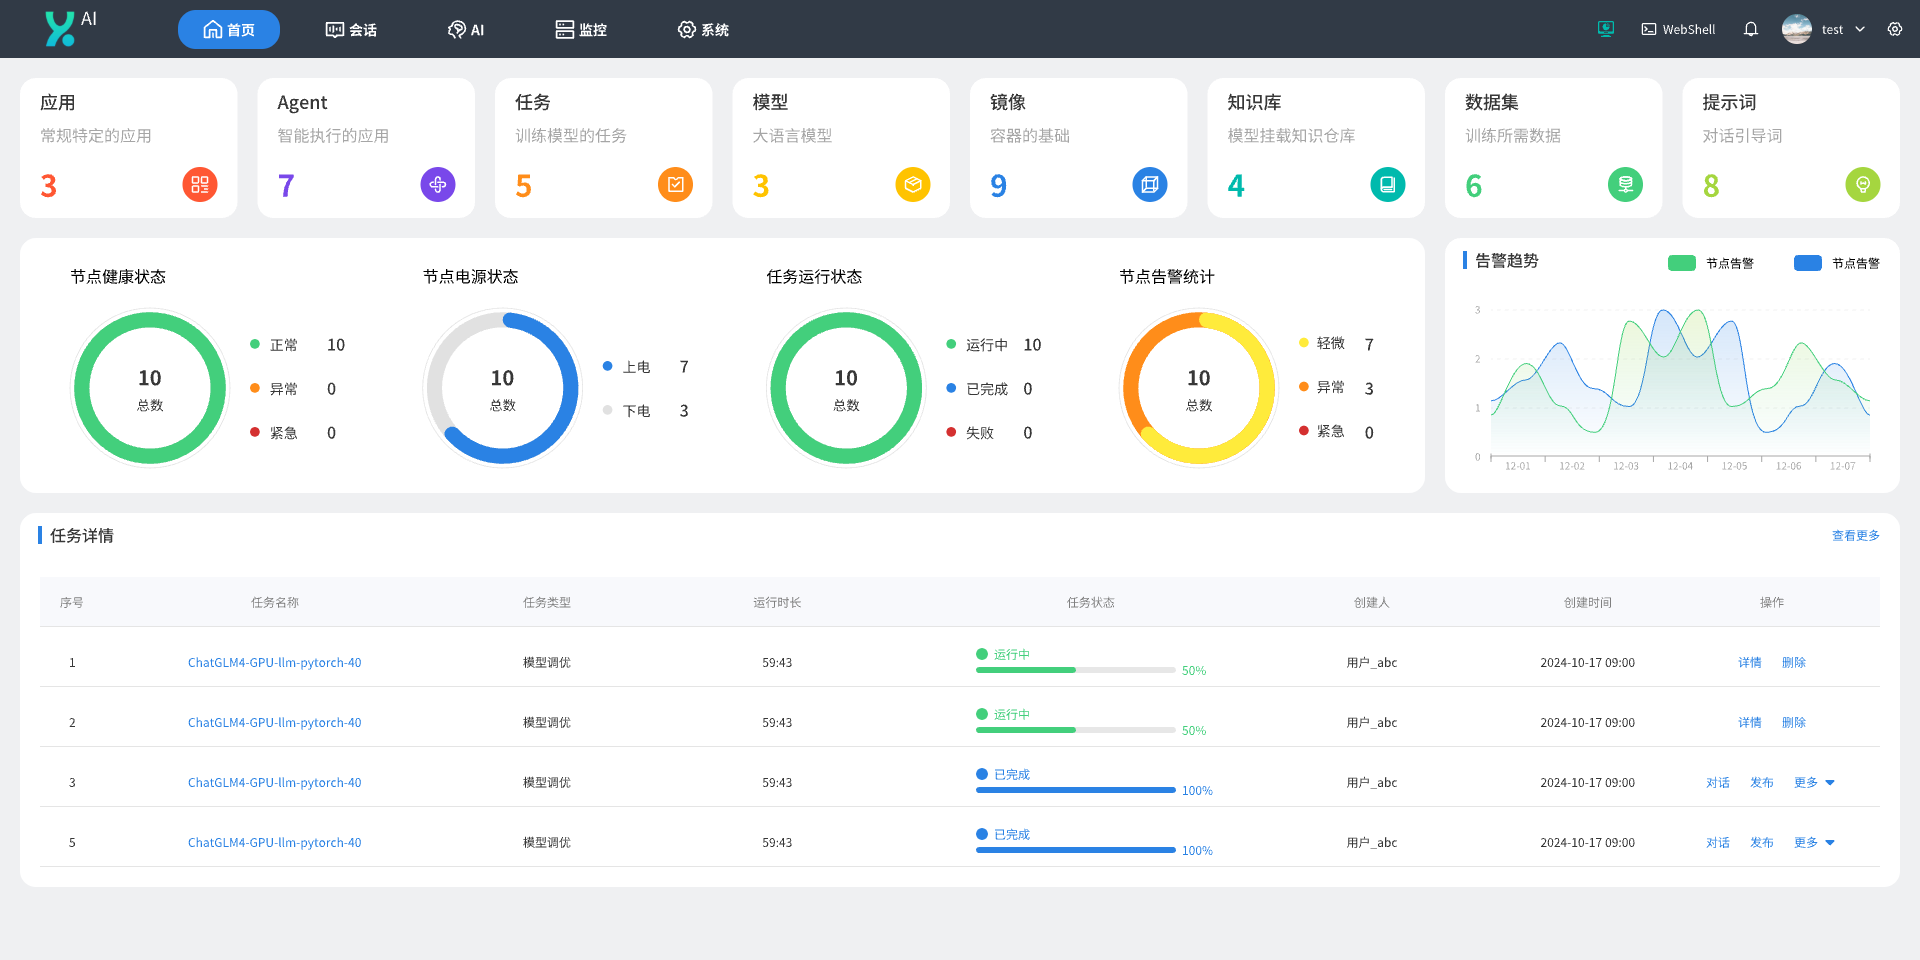 AI
首页
会话
AI
监控
系统
WebShell
test
应用
常规特定的应用
3
Agent
智能执行的应用
7
任务
训练模型的任务
5
模型
大语言模型
3
镜像
容器的基础
9
知识库
模型挂载知识仓库
4
数据集
训练所需数据
6
提示词
对话引导词
8
节点健康状态
10
总数
正常 10
异常 0
紧急 0
节点电源状态
10
总数
上电 7
下电 3
任务运行状态
10
总数
运行中 10
已完成 0
失败 0
节点告警统计
10
总数
轻微 7
异常 3
紧急 0
告警趋势
节点告警
节点告警
3
2
1
0
12-01 12-02 12-03 12-04 12-05 12-06 12-07
任务详情
查看更多
序号 任务名称 任务类型 运行时长 任务状态 创建人 创建时间 操作
1 ChatGLM4-GPU-llm-pytorch-40 模型调优 59:43 运行中 50% 用户_abc 2024-10-17 09:00 详情 删除
2 ChatGLM4-GPU-llm-pytorch-40 模型调优 59:43 运行中 50% 用户_abc 2024-10-17 09:00 详情 删除
3 ChatGLM4-GPU-llm-pytorch-40 模型调优 59:43 已完成 100% 用户_abc 2024-10-17 09:00 对话 发布 更多
5 ChatGLM4-GPU-llm-pytorch-40 模型调优 59:43 已完成 100% 用户_abc 2024-10-17 09:00 对话 发布 更多